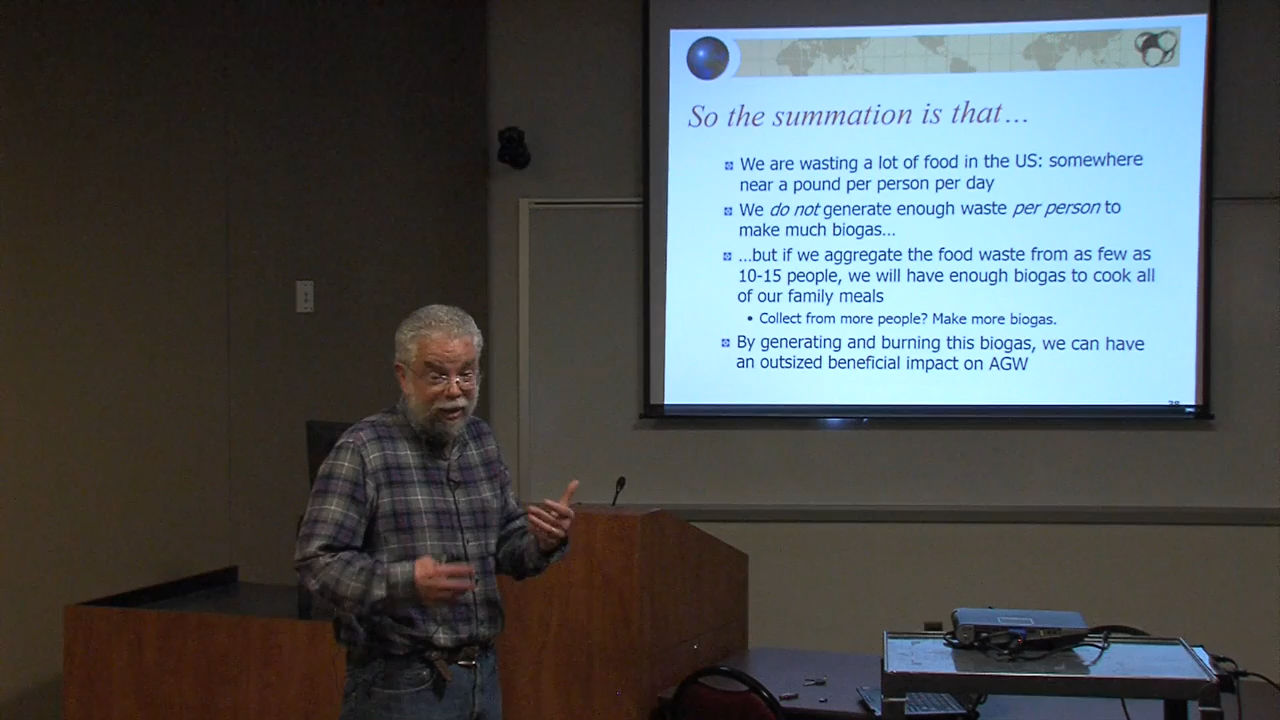 So the summation is that...
We are wasting a lot of food in the US: somewhere
near a pound per person per day
We do not generate enough waste per person to
make much biogas...
...but if we aggregate the food waste from as few as
10-15 people, we will have enough biogas to cook all
of our family meals
• Collect from more people? Make more biogas.
By generating and burning this biogas, we can have
an outsized beneficial impact on AGW